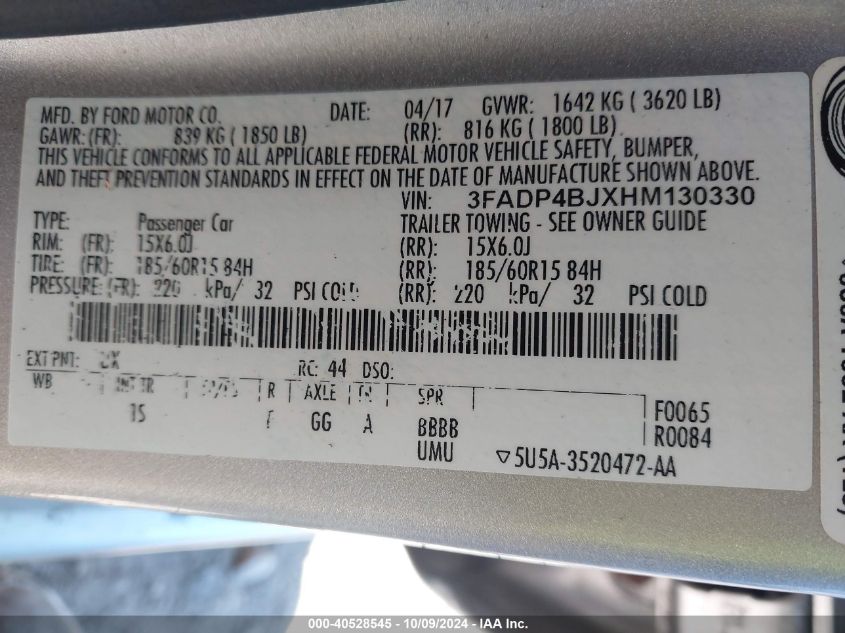 MFD. BY FORD MOTOR CO. DATE: 04/17 GVWR: 1642 KG ( 3620 LB)
GAWR: (FR): 839 KG ( 1850 LB) (RR): 816 KG ( 1800 LB)
THIS VEHICLE CONFORMS TO ALL APPLICABLE FEDERAL MOTOR VEHICLE SAFETY, BUMPER,
AND THEFT PREVENTION STANDARDS IN EFFECT ON THE DATE OF MANUFACTURE SHOWN ABOVE.
VIN: 3FADP4BJXHM130330
TYPE: Passenger Car TRAILER TOWING - SEE OWNER GUIDE
RIM: (FR): 15X6.0J (RR): 15X6.0J
TIRE: (FR): 185/60R15 84H (RR): 185/60R15 84H
PRESSURE: (FR): 220 kPa/ 32 PSI COLD (RR): 220 kPa/ 32 PSI COLD
EXT PNT: RC: 44 DSO:
WB INT TR R AXLE SPR
15 GG A BBBB F0065
UMU R0084
5U5A-3520472-AA
000-40528545 - 10/09/2024 - IAA Inc.